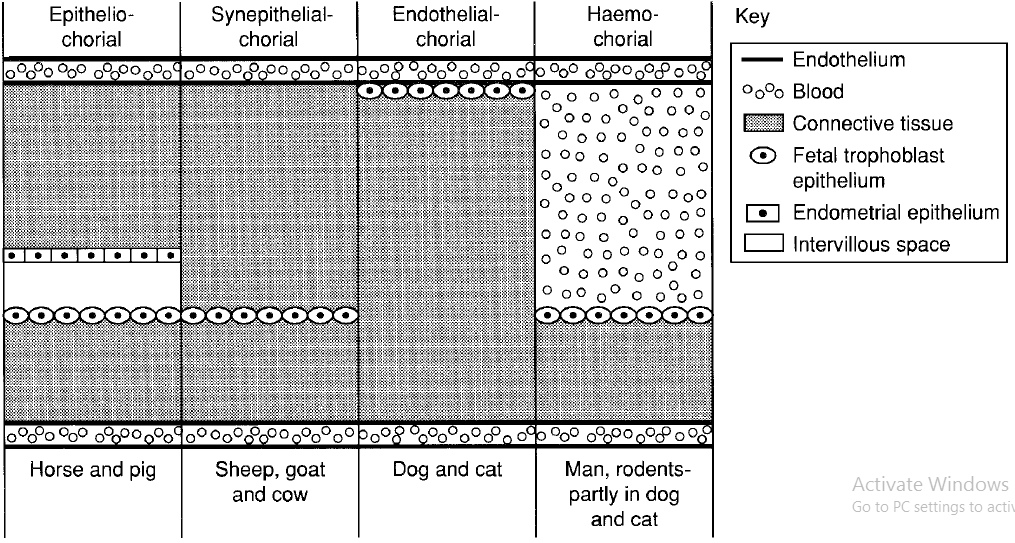 Epithelio-
chorial
Synepithelial-
chorial
Endothelial-
chorial
Haemo-
chorial
Key
Endothelium
Blood
Connective tissue
Fetal trophoblast
epithelium
Endometrial epithelium
Intervillous space
Horse and pig
Sheep, goat
and cow
Dog and cat
Man, rodents-
partly in dog
and cat
Activate Windows
Go to PC settings to activ